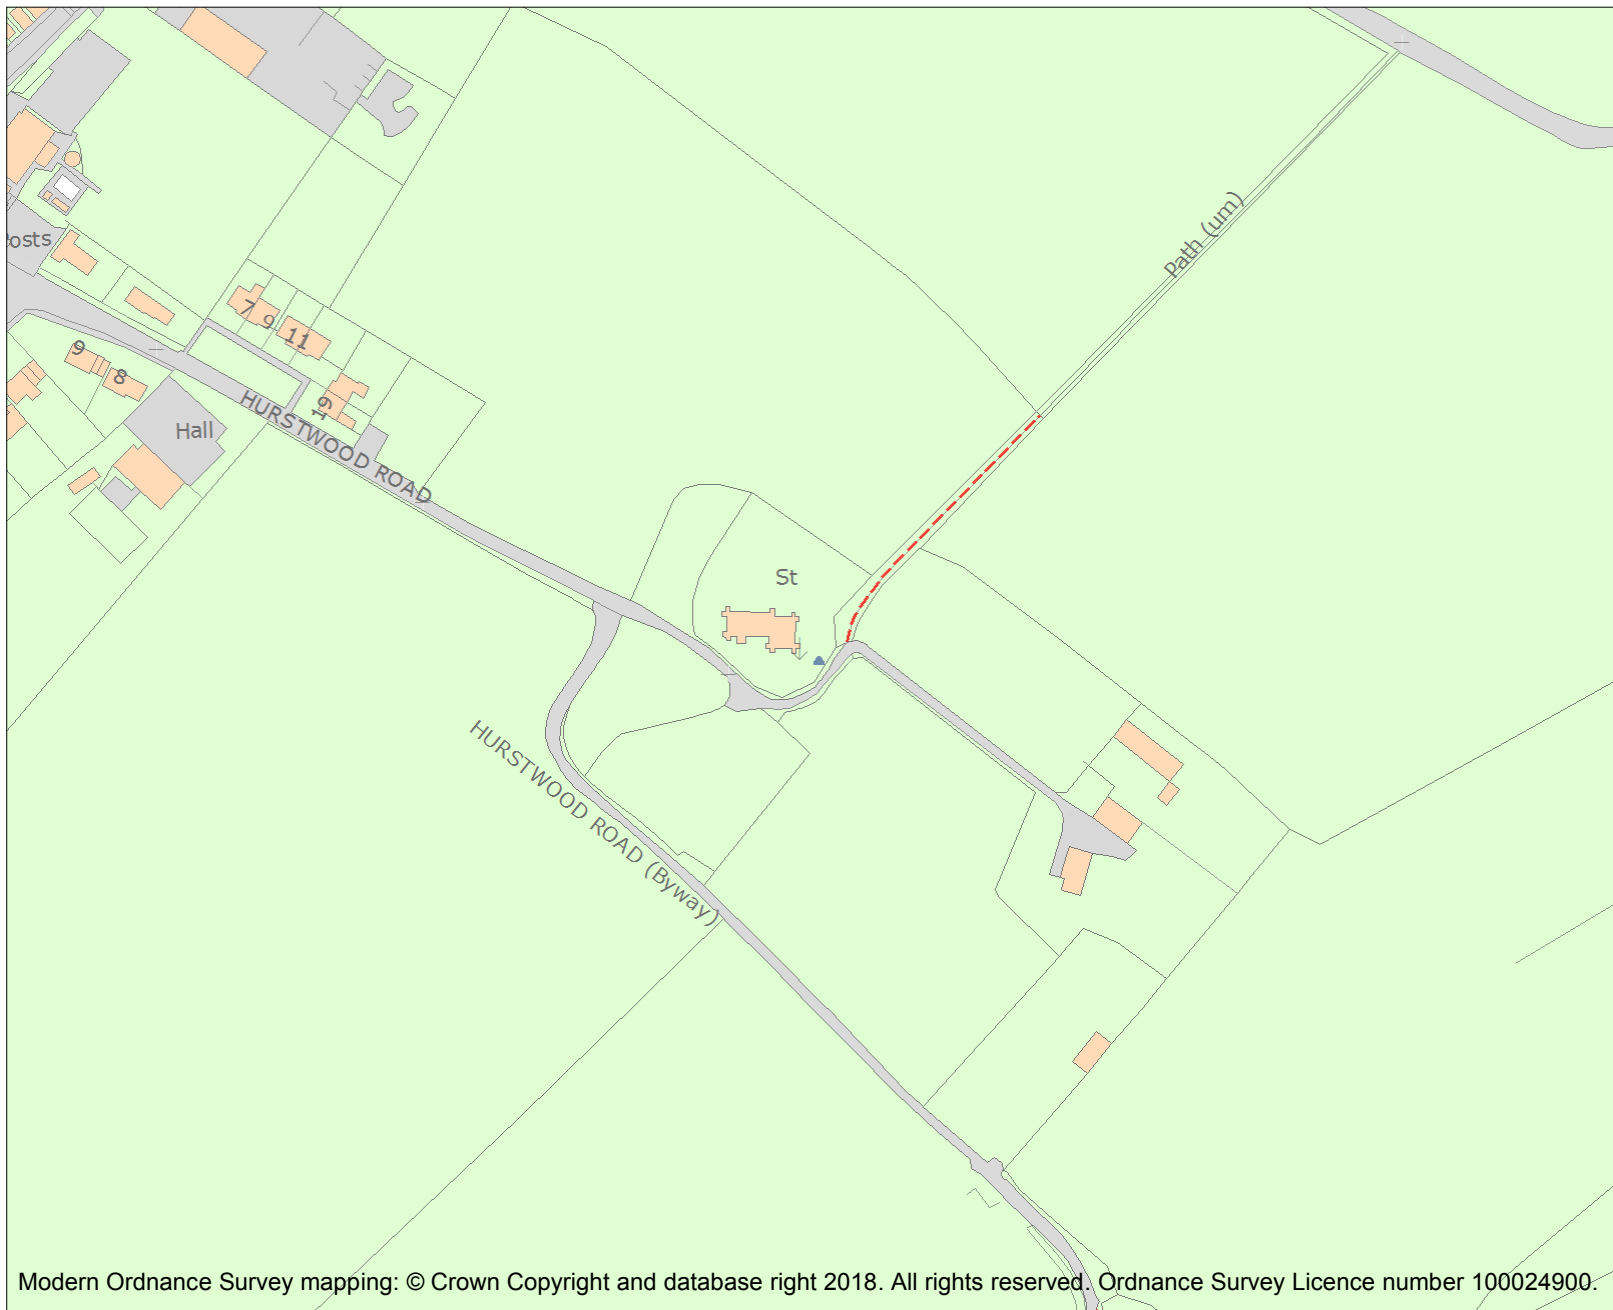 Path (um)
Posts
7
9
11
9
8
19
HURSTWOOD ROAD
Hall
St
HURSTWOOD ROAD (Byway)
Modern Ordnance Survey mapping: © Crown Copyright and database right 2018. All rights reserved. Ordnance Survey Licence number 100024900.